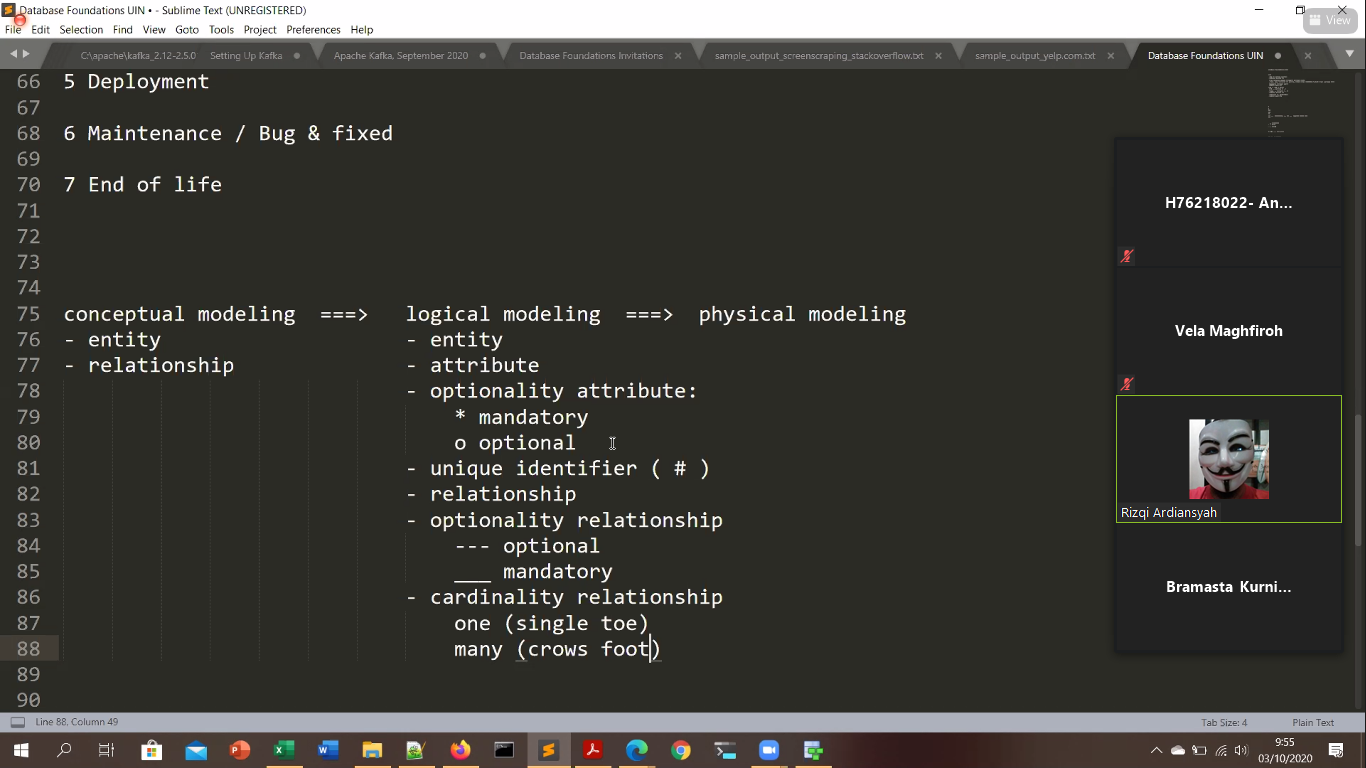 Database Foundations UIN • - Sublime Text (UNREGISTERED)
View
File Edit Selection Find View Goto Tools Project Preferences Help
C:\apache\kafka_2.12-2.5.0 Setting Up Kafka Apache Kafka, September 2020 Database Foundations Invitations sample_output_screenscraping_stackoverflow.txt sample_output_yelp.com.txt Database Foundations UIN
66 5 Deployment
67
68 6 Maintenance / Bug & fixed
69
70 7 End of life
71
72
73
74
75 conceptual modeling ===> logical modeling ===> physical modeling
76 - entity - entity
77 - relationship - attribute
78 - optionality attribute:
79 * mandatory
80 o optional
81 - unique identifier ( # )
82 - relationship
83 - optionality relationship
84 --- optional
85 ___ mandatory
86 - cardinality relationship
87 one (single toe)
88 many (crows foot)
89
90
H76218022- An...
Vela Maghfiroh
Rizqi Ardiansyah
Bramasta Kurni...
Line 88, Column 49 Tab Size: 4 Plain Text
9:55
03/10/2020